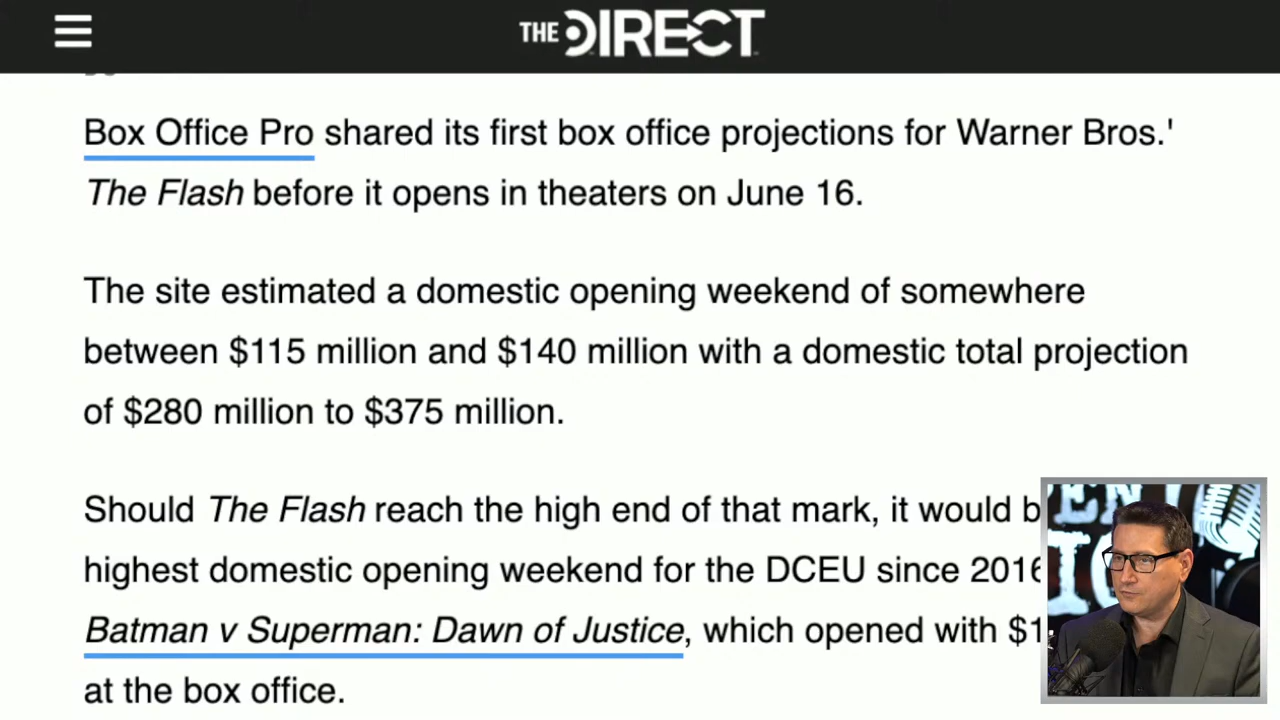 THE DIRECT
Box Office Pro shared its first box office projections for Warner Bros.'
The Flash before it opens in theaters on June 16.
The site estimated a domestic opening weekend of somewhere
between $115 million and $140 million with a domestic total projection
of $280 million to $375 million.
Should The Flash reach the high end of that mark, it would
highest domestic opening weekend for the DCEU since 2016
Batman v Superman: Dawn of Justice, which opened with
at the box office.